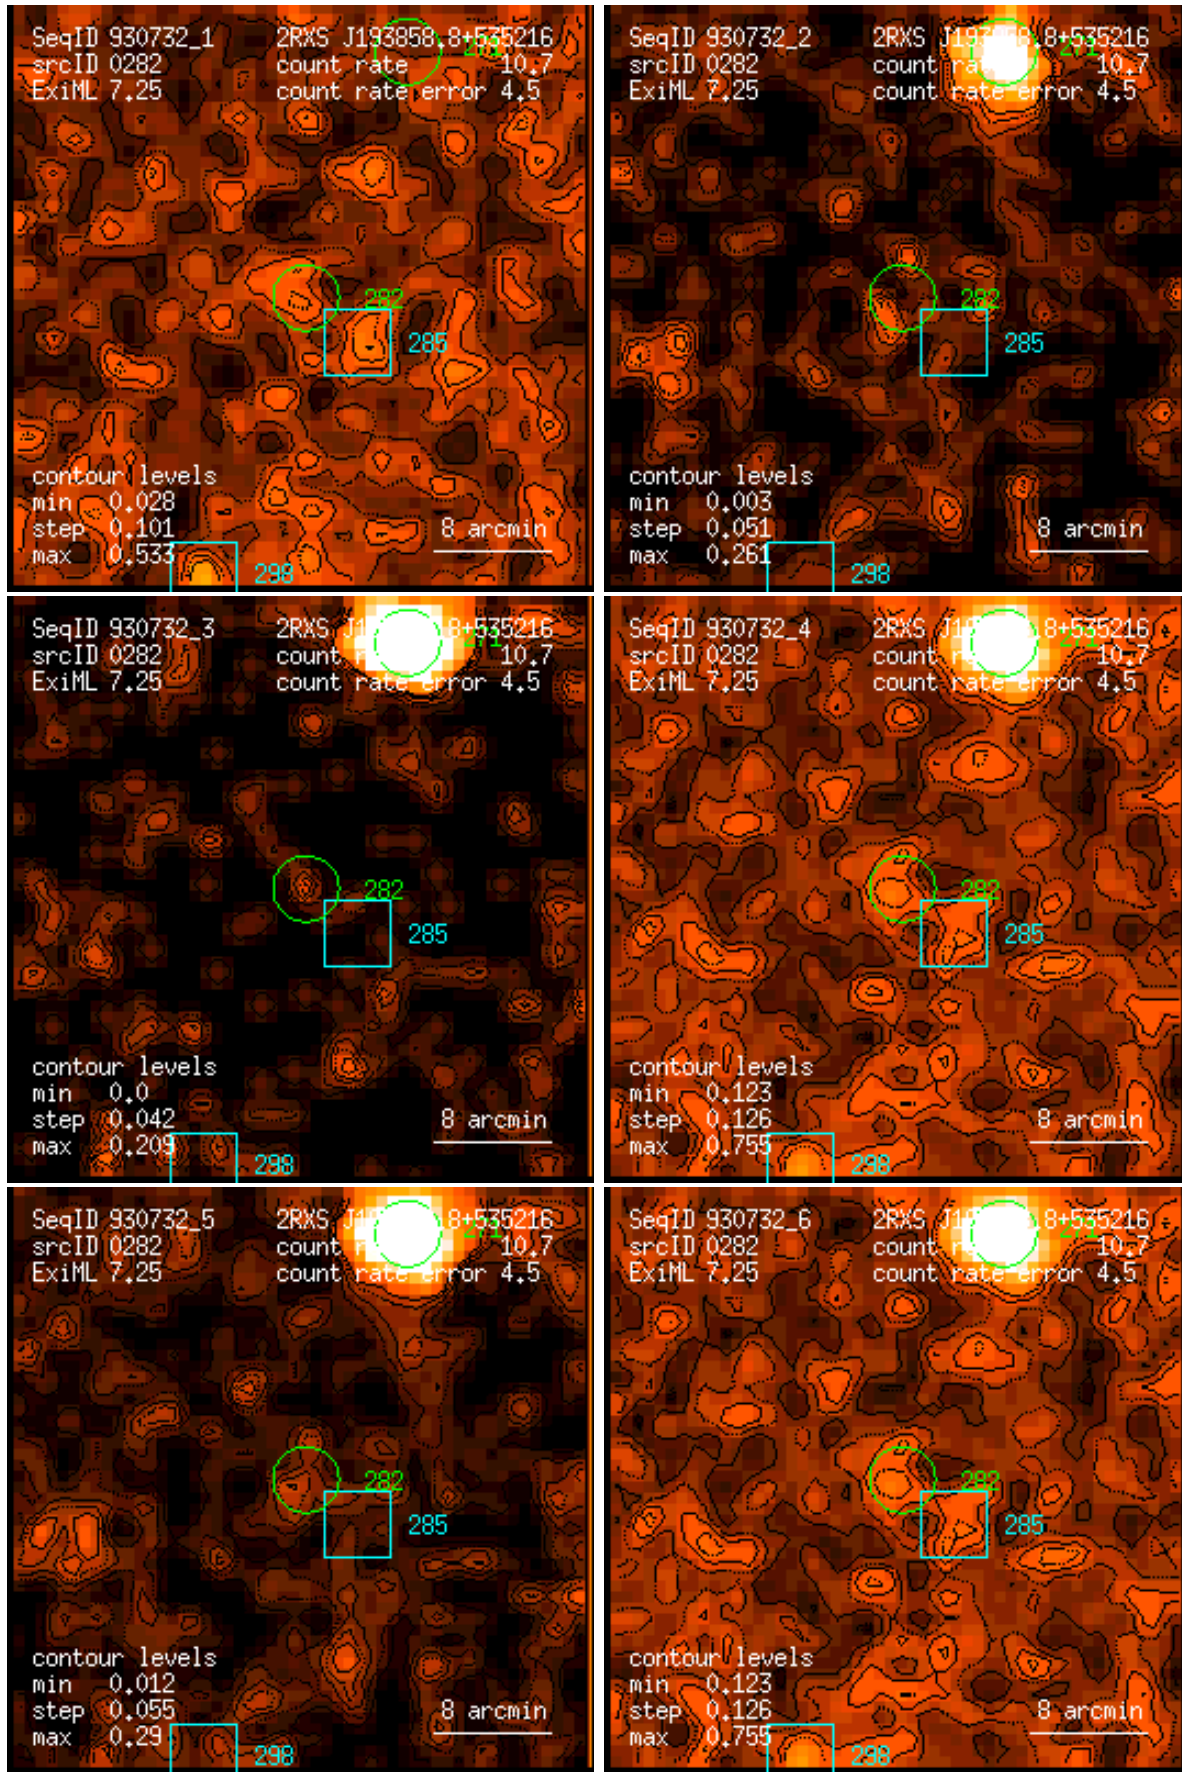 SeqID 930732_1 2RXS J193858.8+535216
srcID 0282 count rate 10.7
ExiML 7.25 count rate error 4.5
271
282
285
contour levels
min 0.028
step 0.101
max 0.533
8 arcmin
298
SeqID 930732_2 2RXS J193858.8+535216
srcID 0282 count rate 10.7
ExiML 7.25 count rate error 4.5
271
282
285
contour levels
min 0.003
step 0.051
max 0.261
8 arcmin
298
SeqID 930732_3 2RXS J1 .8+535216
srcID 0282 count 10.7
ExiML 7.25 count rate error 4.5
271
282
285
contour levels
min 0.0
step 0.042
max 0.209
8 arcmin
298
SeqID 930732_4 2RXS J1 .8+535216
srcID 0282 count 10.7
ExiML 7.25 count rate error 4.5
271
282
285
contour levels
min 0.123
step 0.126
max 0.755
8 arcmin
298
SeqID 930732_5 2RXS J1 .8+535216
srcID 0282 count 10.7
ExiML 7.25 count rate error 4.5
271
282
285
contour levels
min 0.012
step 0.055
max 0.29
8 arcmin
298
SeqID 930732_6 2RXS J1 .8+535216
srcID 0282 count 10.7
ExiML 7.25 count rate error 4.5
271
282
285
contour levels
min 0.123
step 0.126
max 0.755
8 arcmin
298